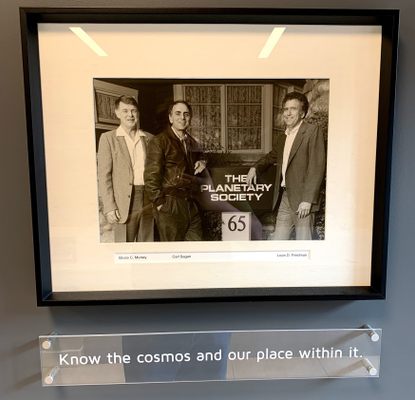 THE
PLANETARY
SOCIETY
65
Bruce C. Murray Carl Sagan Louis D. Friedman
Know the cosmos and our place within it.